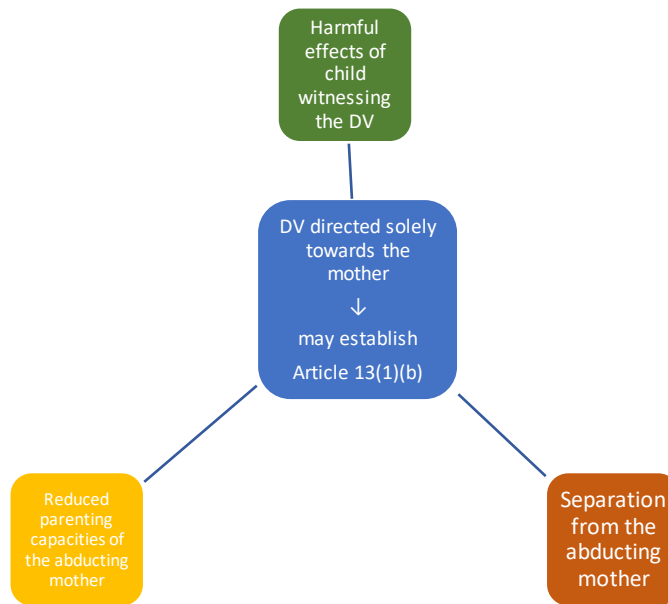 Harmful
effects of
child
witnessing
the DV
DV directed solely
towards the
mother
↓
may establish
Article 13(1)(b)
Reduced
parenting
capacities of
the abducting
mother
Separation
from the
abducting
mother